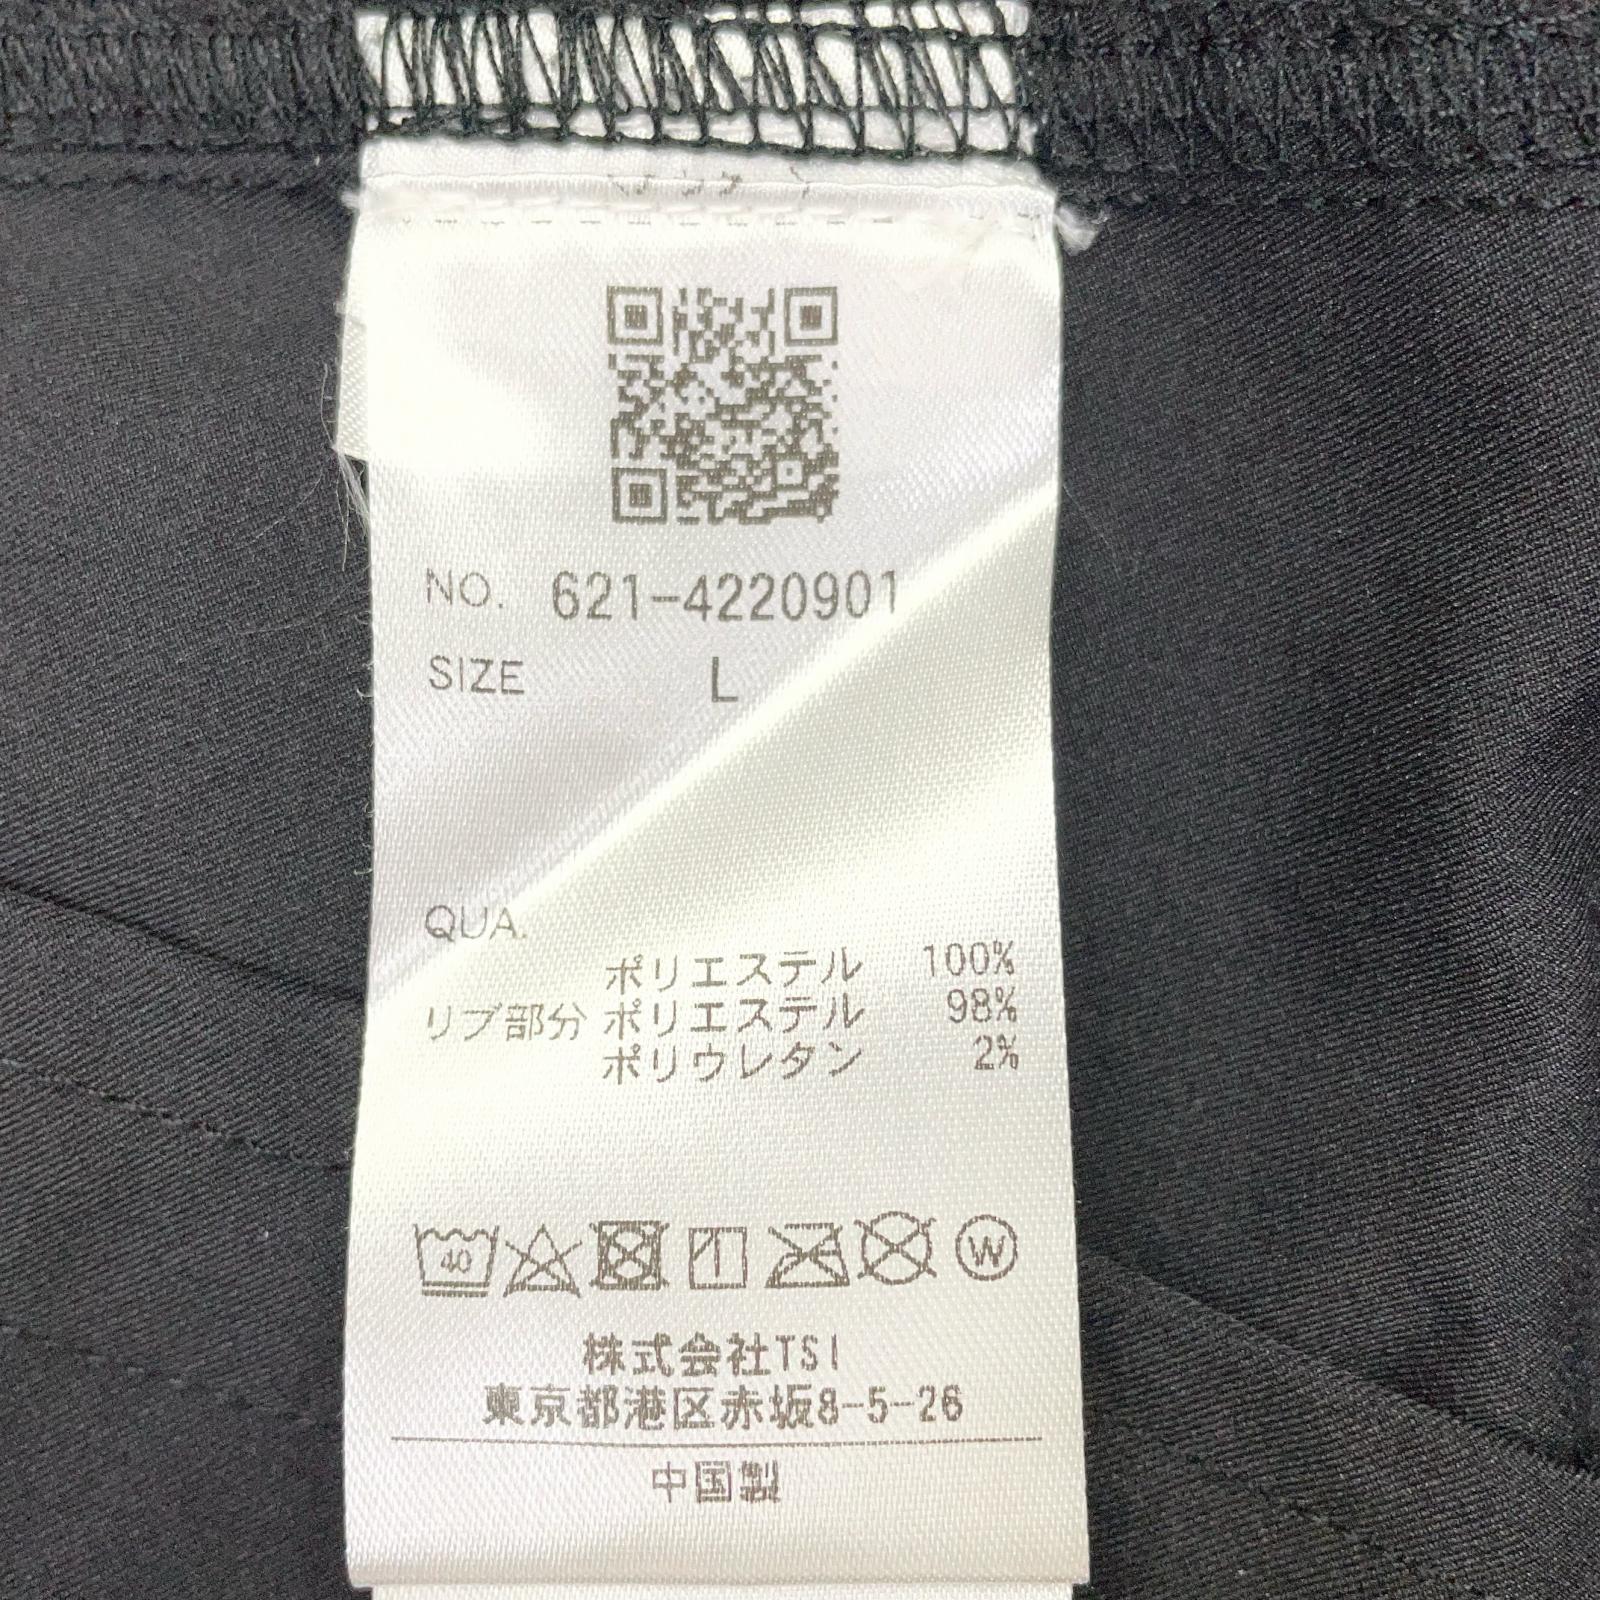 NO. 621-4220901
SIZE L
QUA.
ポリエステル 100%
リブ部分 ポリエステル 98%
ポリウレタン 2%
40
W
株式会社TSI
東京都港区赤坂8-5-26
中国製